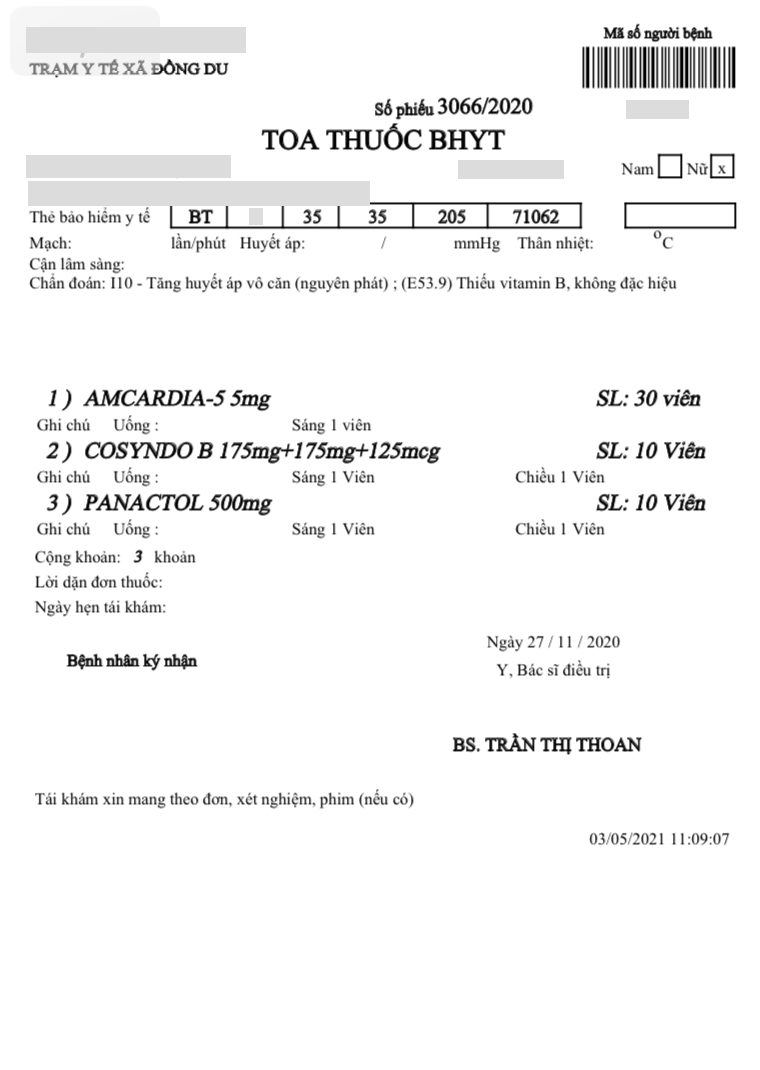 Mã số người bệnh
TRẠM Y TẾ XÃ ĐỒNG DU
Số phiếu 3066/2020
TOA THUỐC BHYT
Nam Nữ x
Thẻ bảo hiểm y tế BT 35 35 205 71062
Mạch: lần/phút Huyết áp: / mmHg Thân nhiệt: °C
Cận lâm sàng:
Chẩn đoán: I10 - Tăng huyết áp vô căn (nguyên phát) ; (E53.9) Thiếu vitamin B, không đặc hiệu
1 ) AMCARDIA-5 5mg SL: 30 viên
Ghi chú Uống : Sáng 1 viên
2 ) COSYNDO B 175mg+175mg+125mcg SL: 10 Viên
Ghi chú Uống : Sáng 1 Viên Chiều 1 Viên
3 ) PANACTOL 500mg SL: 10 Viên
Ghi chú Uống : Sáng 1 Viên Chiều 1 Viên
Cộng khoản: 3 khoản
Lời dặn đơn thuốc:
Ngày hẹn tái khám:
Ngày 27 / 11 / 2020
Bệnh nhân ký nhận
Y, Bác sĩ điều trị
BS. TRẦN THỊ THOAN
Tái khám xin mang theo đơn, xét nghiệm, phim (nếu có)
03/05/2021 11:09:07